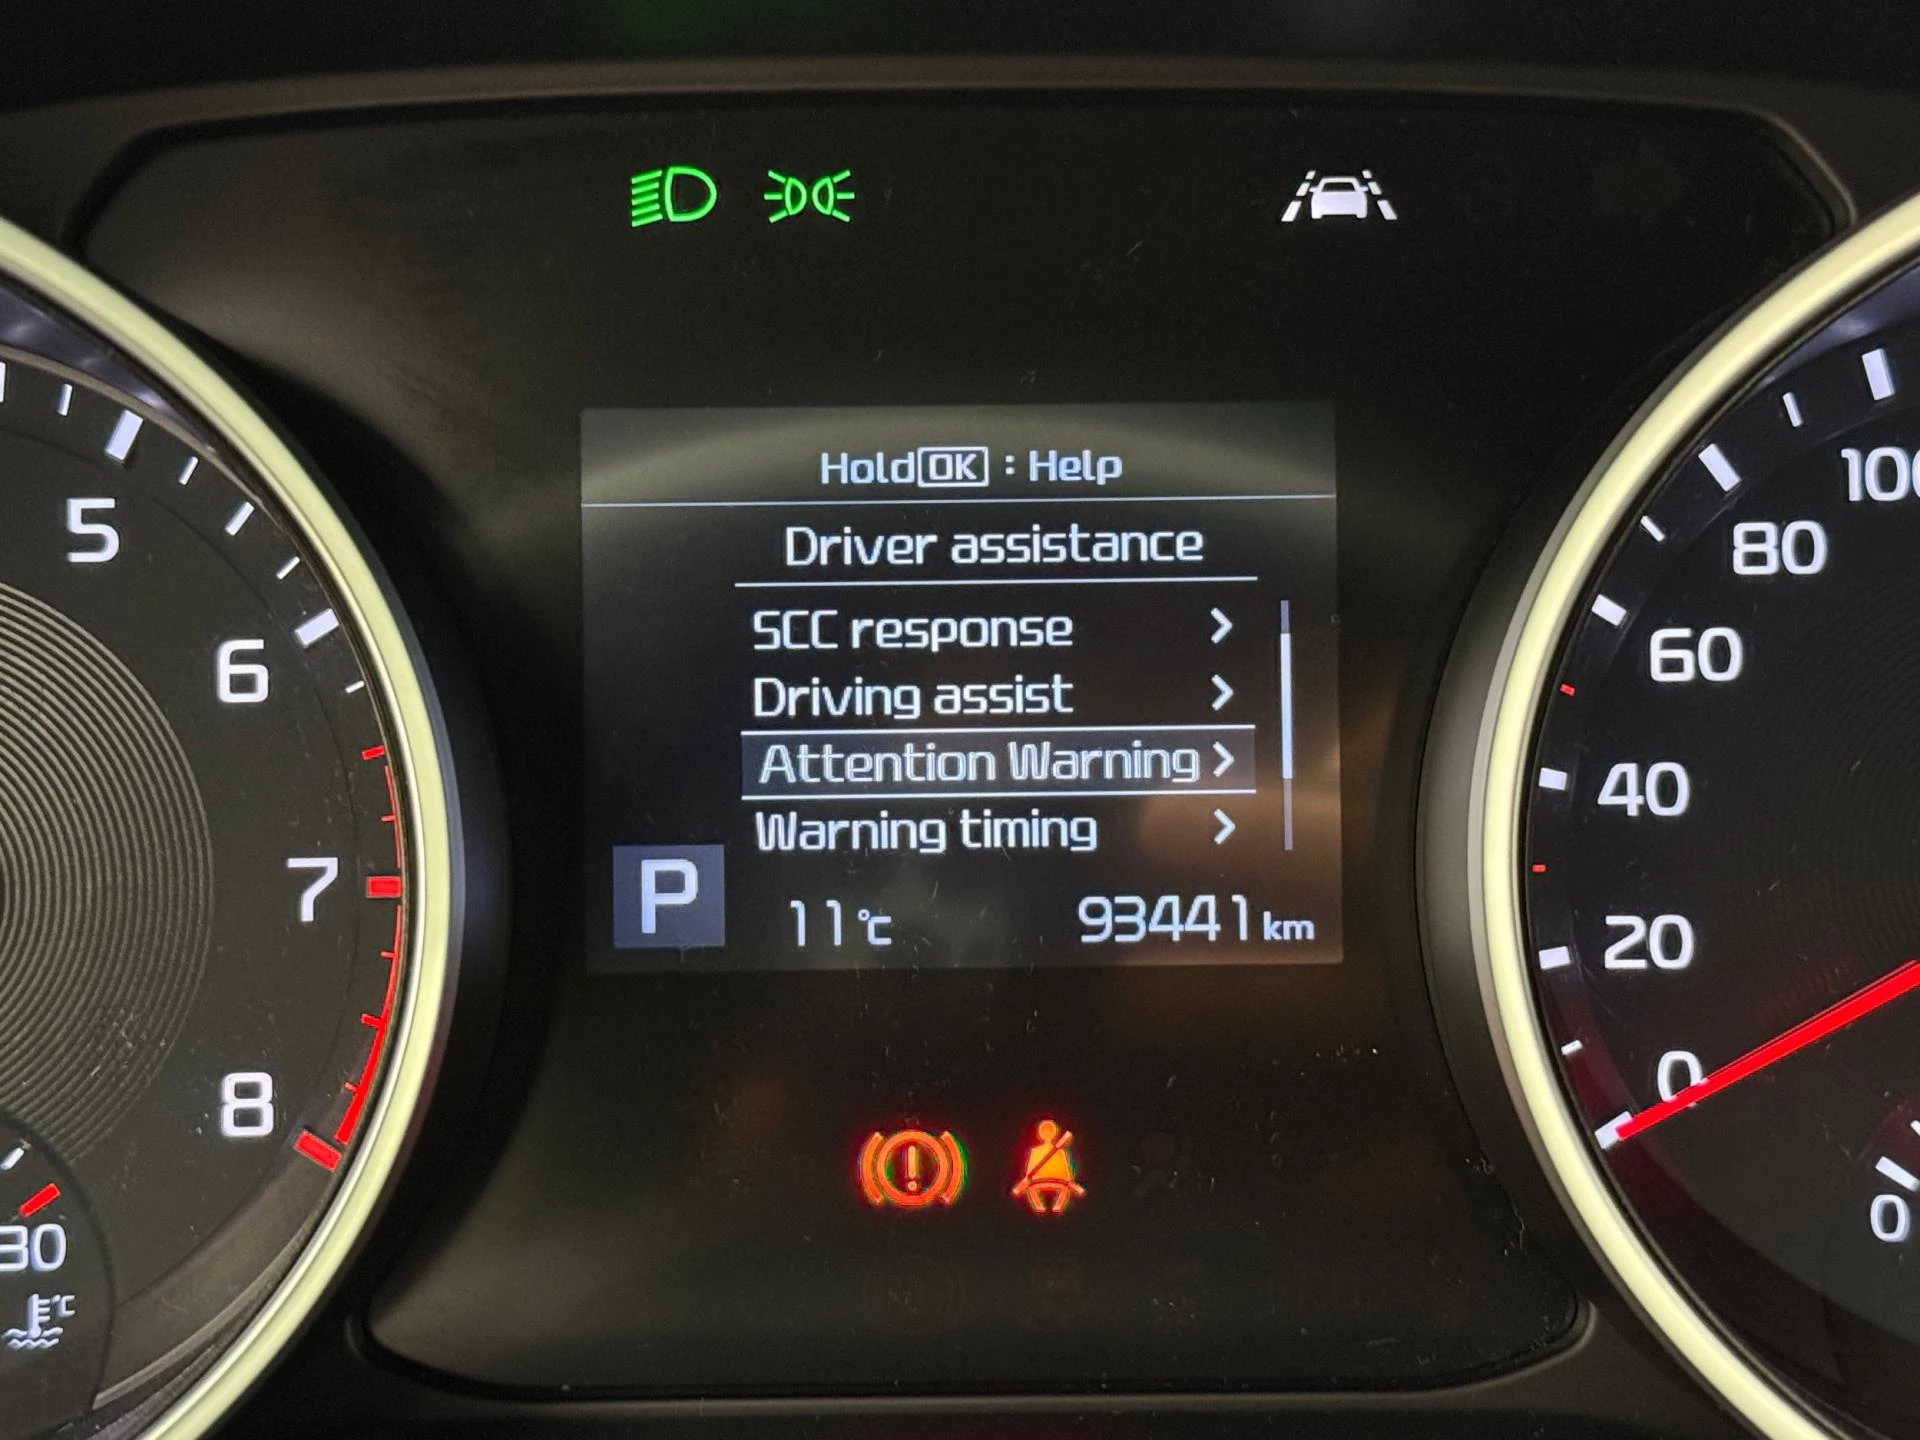 Hold OK : Help
Driver assistance
SCC response
Driving assist
Attention Warning
Warning timing
P
11°C
93441 km
5
6
7
8
30
°C
100
80
60
40
20
0
0